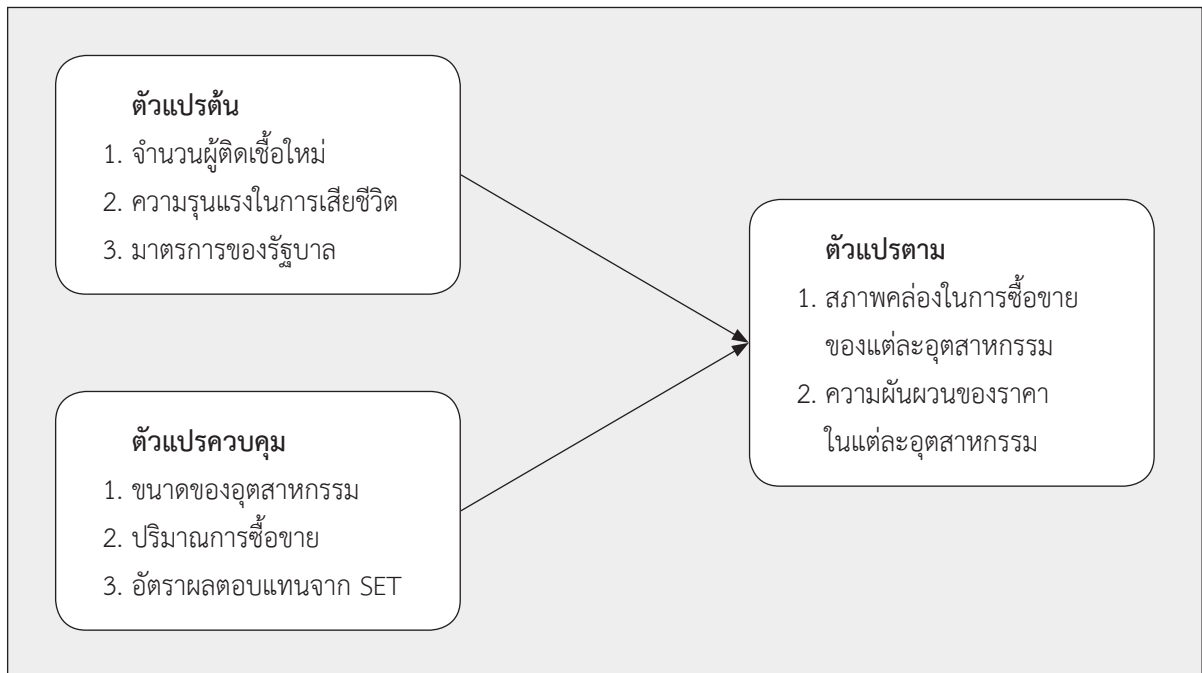 ตัวแปรต้น
1. จำนวนผู้ติดเชื้อใหม่
2. ความรุนแรงในการเสียชีวิต
3. มาตรการของรัฐบาล
ตัวแปรควบคุม
1. ขนาดของอุตสาหกรรม
2. ปริมาณการซื้อขาย
3. อัตราผลตอบแทนจาก SET
ตัวแปรตาม
1. สภาพคล่องในการซื้อขาย
ของแต่ละอุตสาหกรรม
2. ความผันผวนของราคา
ในแต่ละอุตสาหกรรม